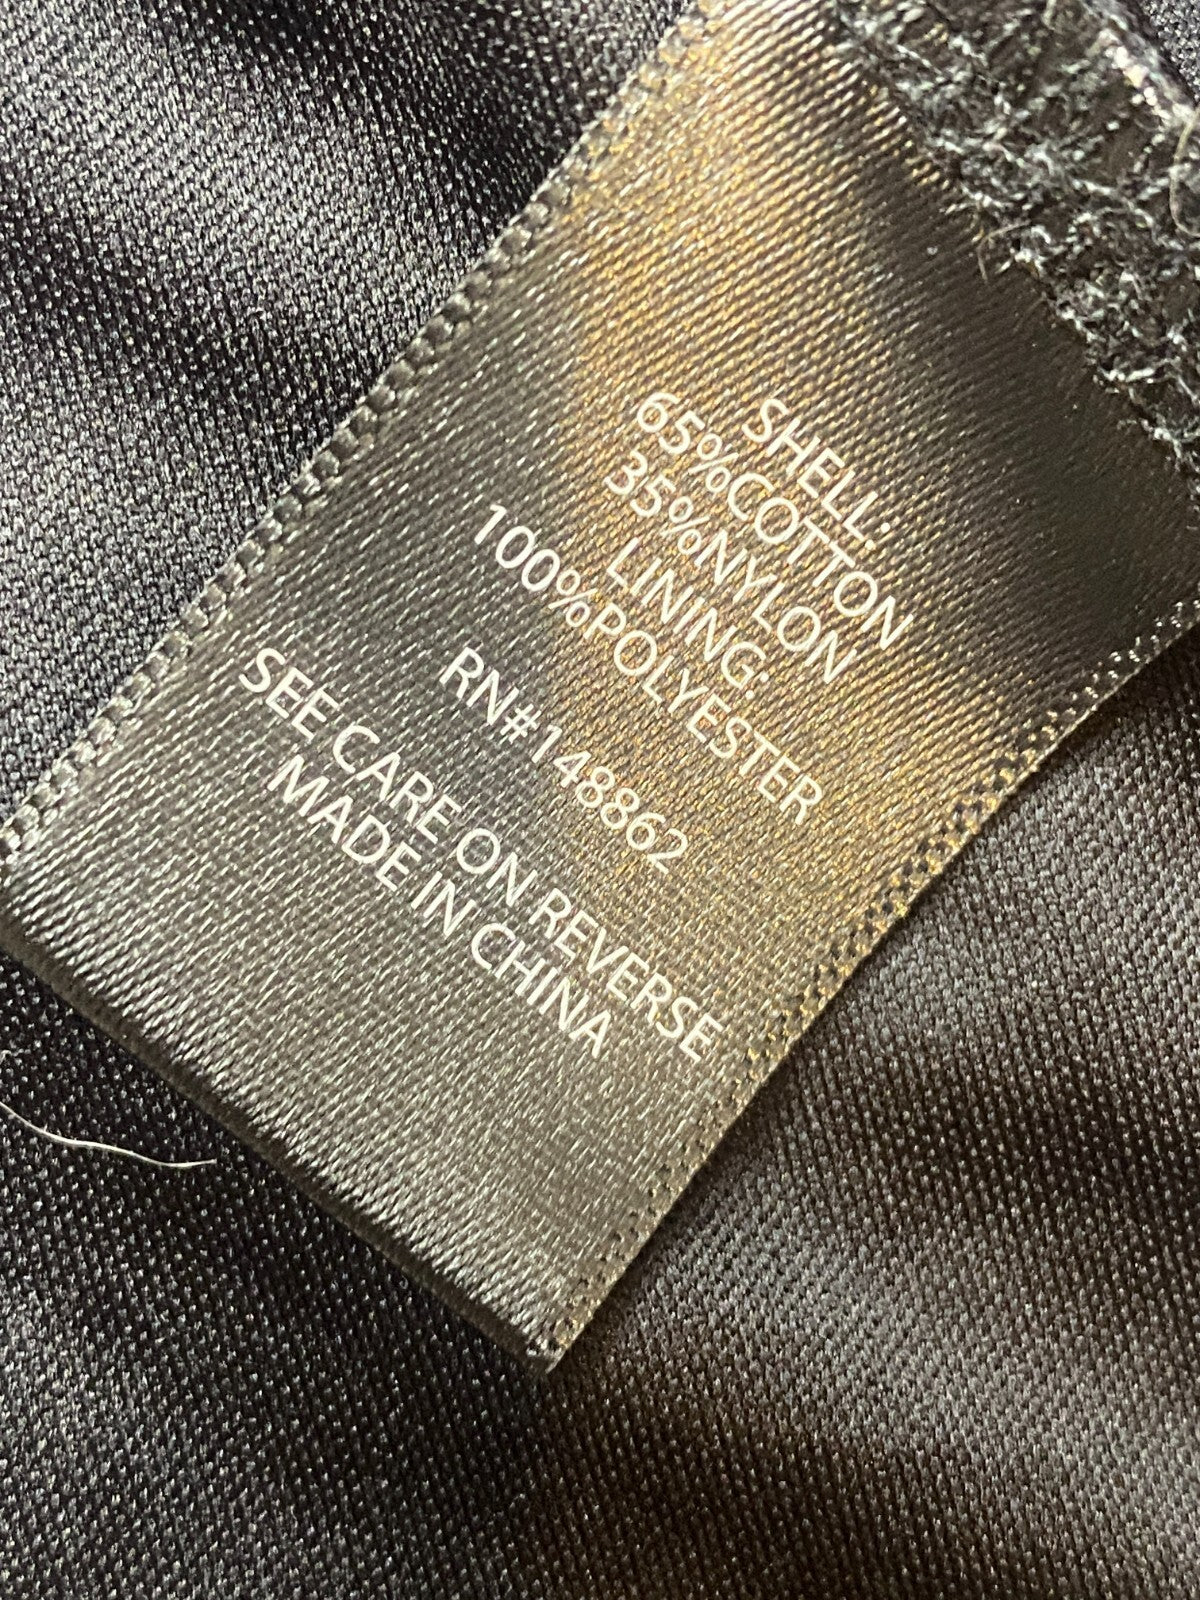 SHELL:
65%COTTON
35%NYLON
LINING:
100%POLYESTER
RN#148862
SEE CARE ON REVERSE
MADE IN CHINA